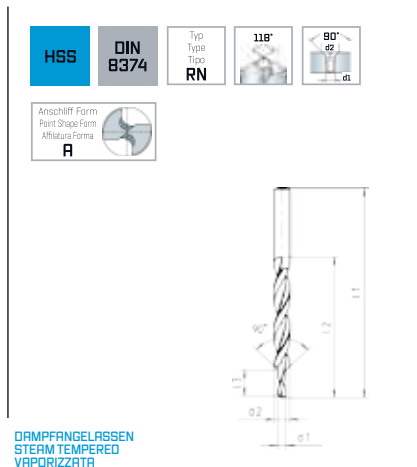 HSS
DIN
8374
Typ
Type
Tipo
RN
118°
90°
d2
d1
Anschliff Form
Point Shape Form
Affilatura Forma
A
l1
l2
90°
l3
d2
d1
DAMPFANGELASSEN
STEAM TEMPERED
VAPORIZZATA